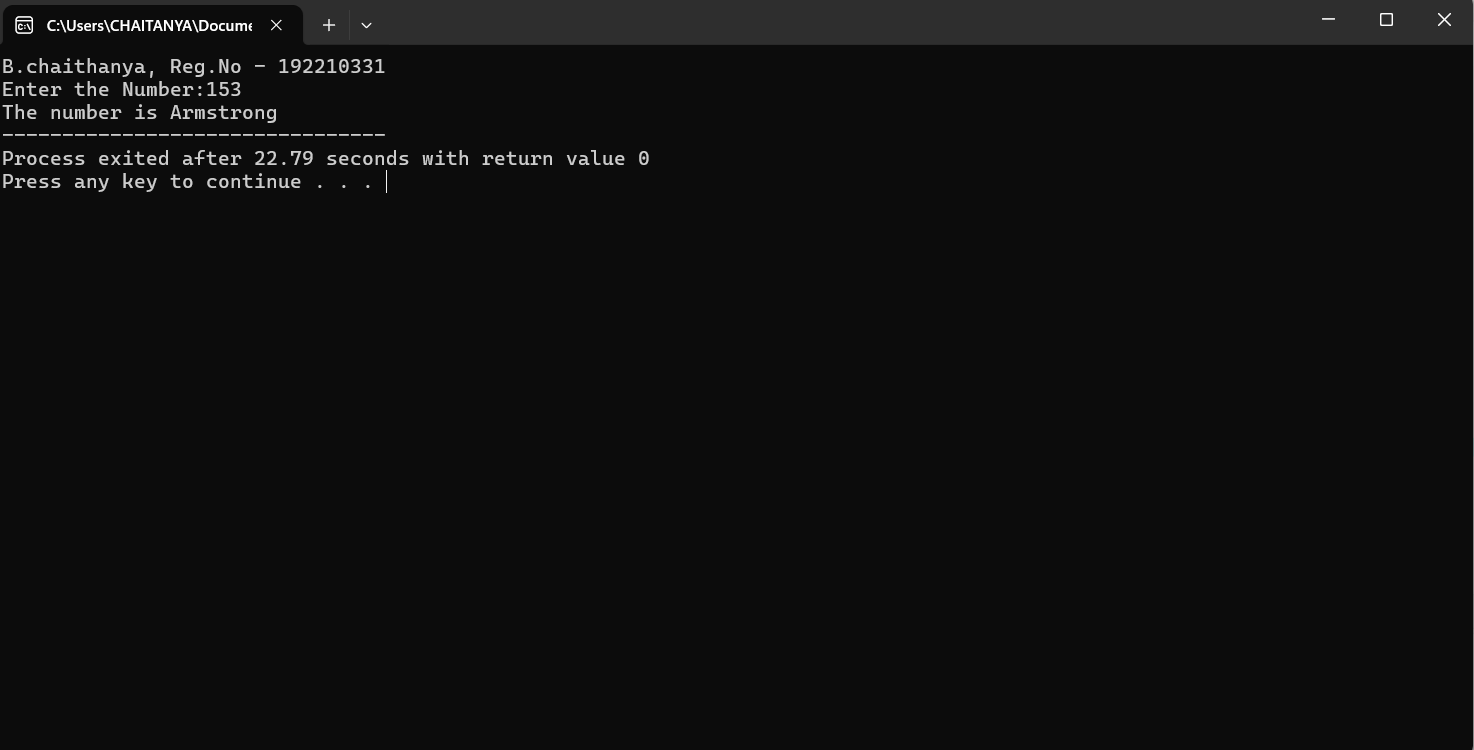 C:\Users\CHAITANYA\Docume
B.chaithanya, Reg.No - 192210331
Enter the Number:153
The number is Armstrong
--------------------------------
Process exited after 22.79 seconds with return value 0
Press any key to continue . . .